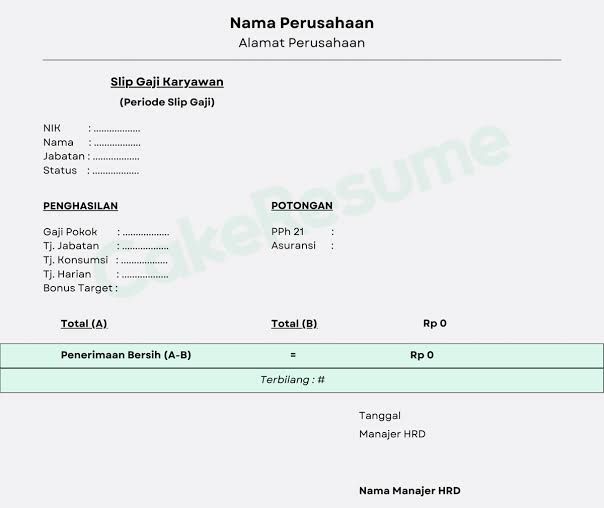 Nama Perusahaan
Alamat Perusahaan
Slip Gaji Karyawan
(Periode Slip Gaji)
NIK : ..................
Nama : ..................
Jabatan : ..................
Status : ..................
PENGHASILAN POTONGAN
Gaji Pokok : .................. PPh 21 :
Tj. Jabatan : .................. Asuransi :
Tj. Konsumsi : ..................
Tj. Harian : ..................
Bonus Target :
Total (A) Total (B) Rp 0
Penerimaan Bersih (A-B) = Rp 0
Terbilang : #
Tanggal
Manajer HRD
Nama Manajer HRD
CakeResume